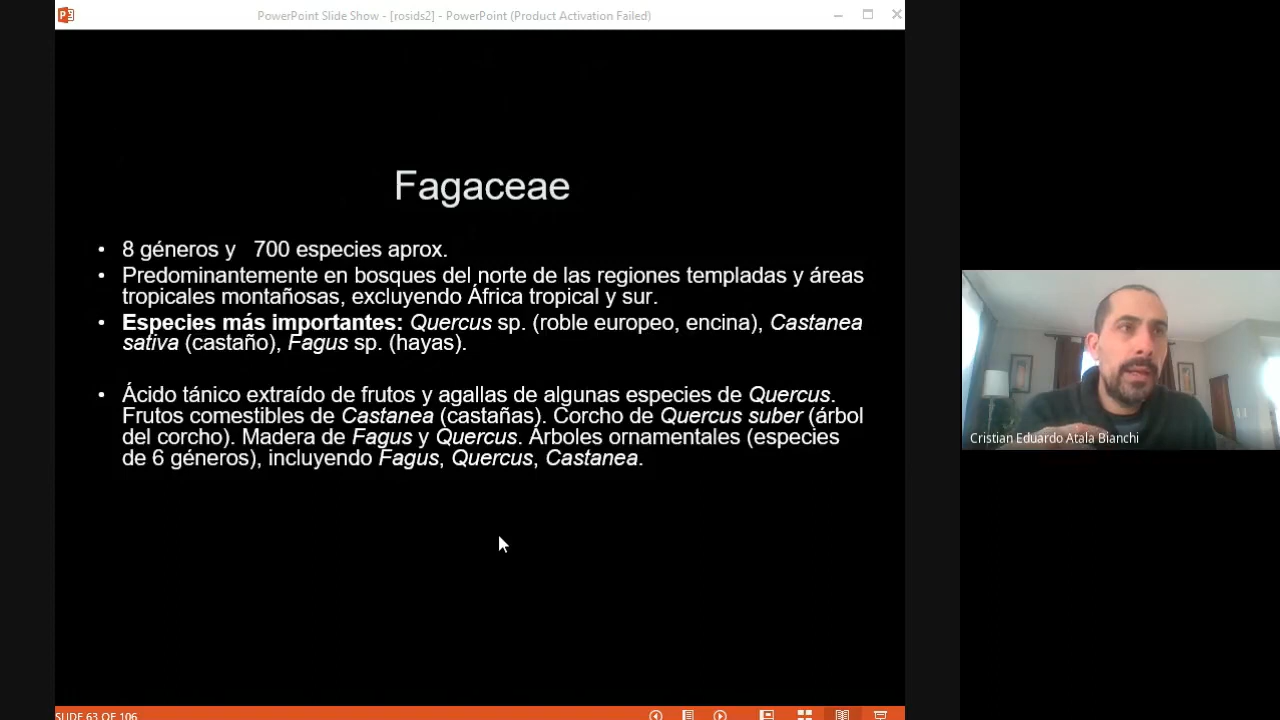 PowerPoint Slide Show - [rosids2] - PowerPoint (Product Activation Failed)
Fagaceae
• 8 géneros y 700 especies aprox.
• Predominantemente en bosques del norte de las regiones templadas y áreas
tropicales montañosas, excluyendo África tropical y sur.
• Especies más importantes: Quercus sp. (roble europeo, encina), Castanea
sativa (castaño), Fagus sp. (hayas).
• Ácido tánico extraído de frutos y agallas de algunas especies de Quercus.
Frutos comestibles de Castanea (castañas). Corcho de Quercus suber (árbol
del corcho). Madera de Fagus y Quercus. Árboles ornamentales (especies
de 6 géneros), incluyendo Fagus, Quercus, Castanea.
Cristian Eduardo Atala Bianchi
SLIDE 63 OF 106